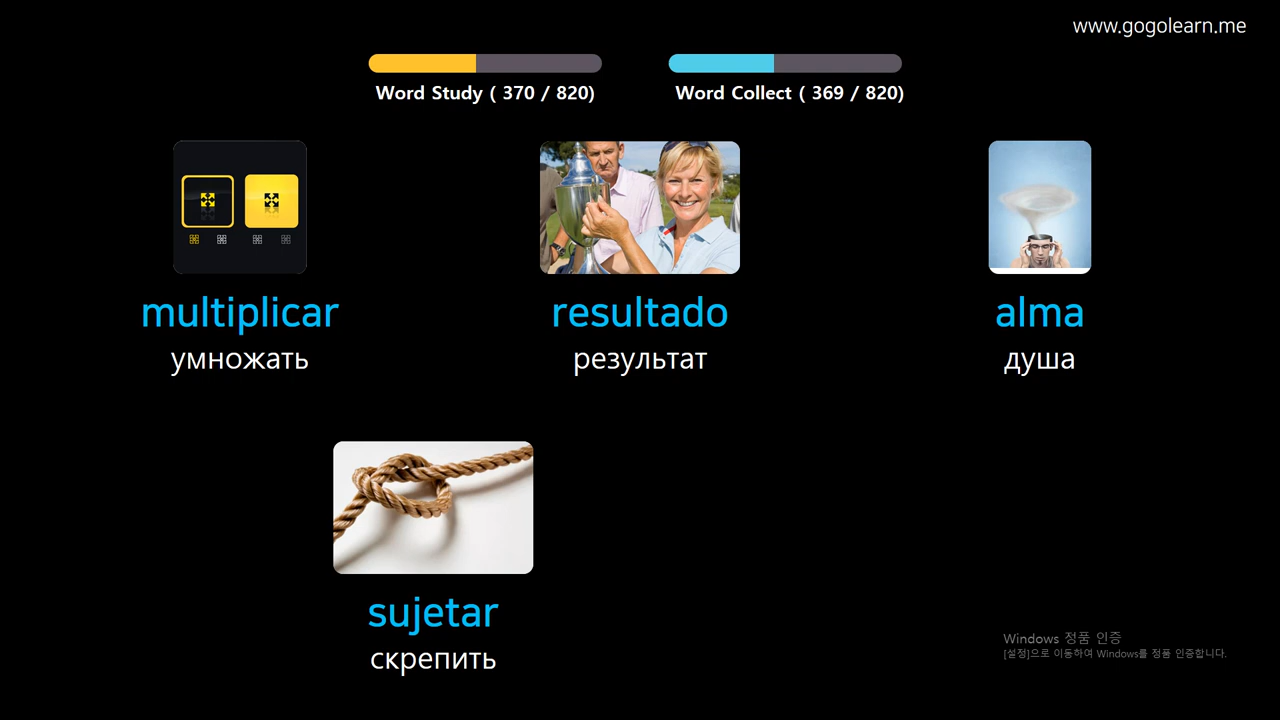 www.gogolearn.me
Word Study ( 370 / 820)
Word Collect ( 369 / 820)
multiplicar
умножать
resultado
результат
alma
душа
sujetar
скрепить
Windows 정품 인증
[설정]으로 이동하여 Windows를 정품 인증합니다.